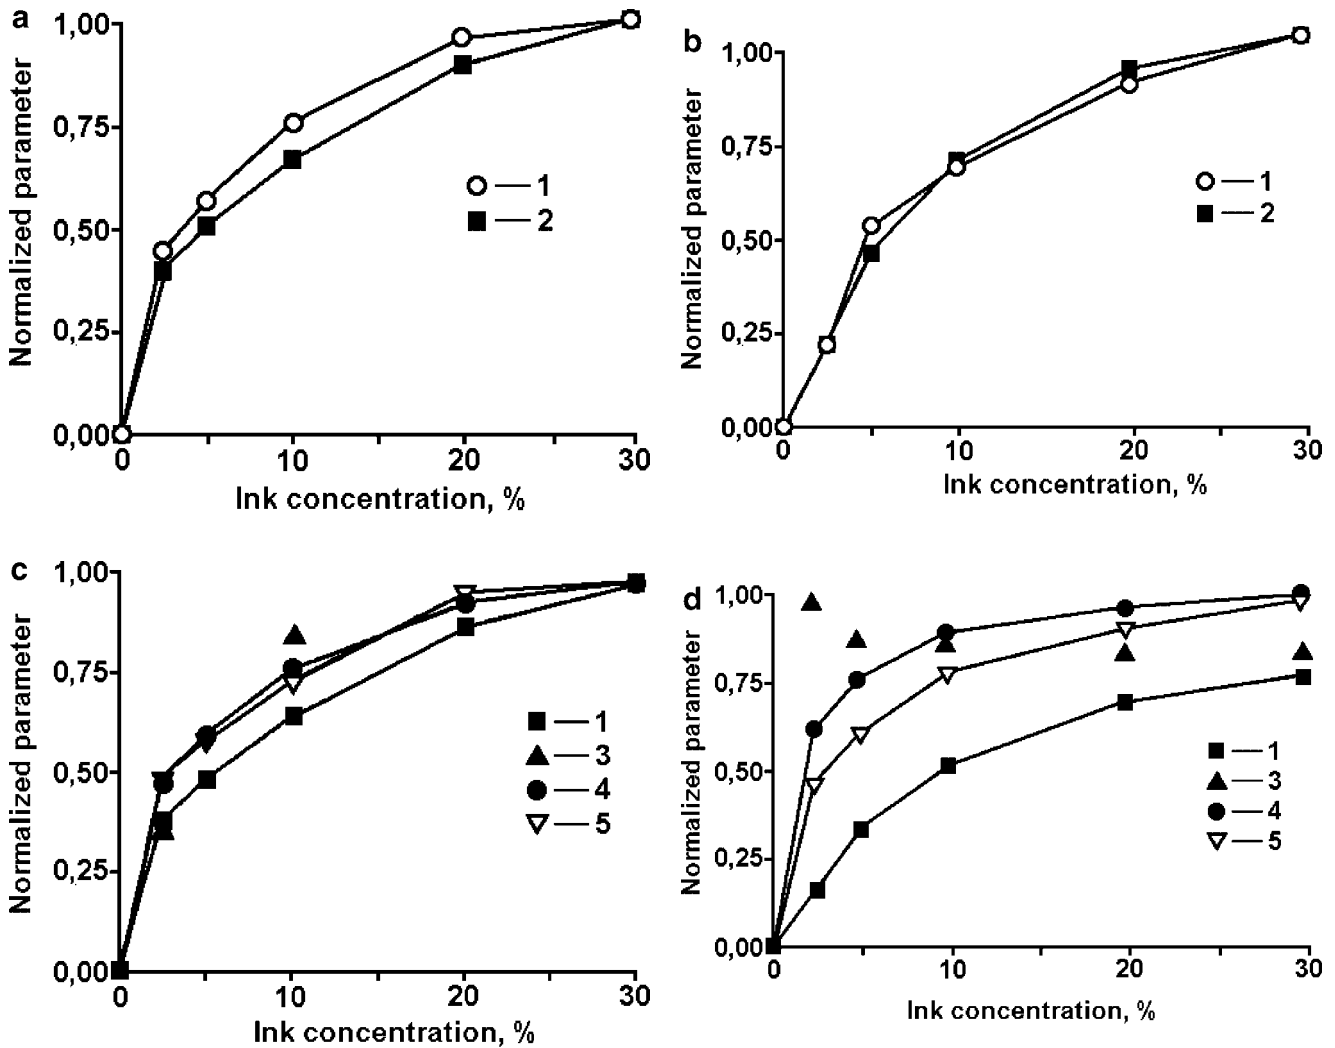 a
Normalized parameter
1,00
0,75
0,50
0,25
0,00
0 10 20 30
Ink concentration, %
1
2
b
Normalized parameter
1,00
0,75
0,50
0,25
0,00
0 10 20 30
Ink concentration, %
1
2
c
Normalized parameter
1,00
0,75
0,50
0,25
0,00
0 10 20 30
Ink concentration, %
1
3
4
5
d
Normalized parameter
1,00
0,75
0,50
0,25
0,00
0 10 20 30
Ink concentration, %
1
3
4
5